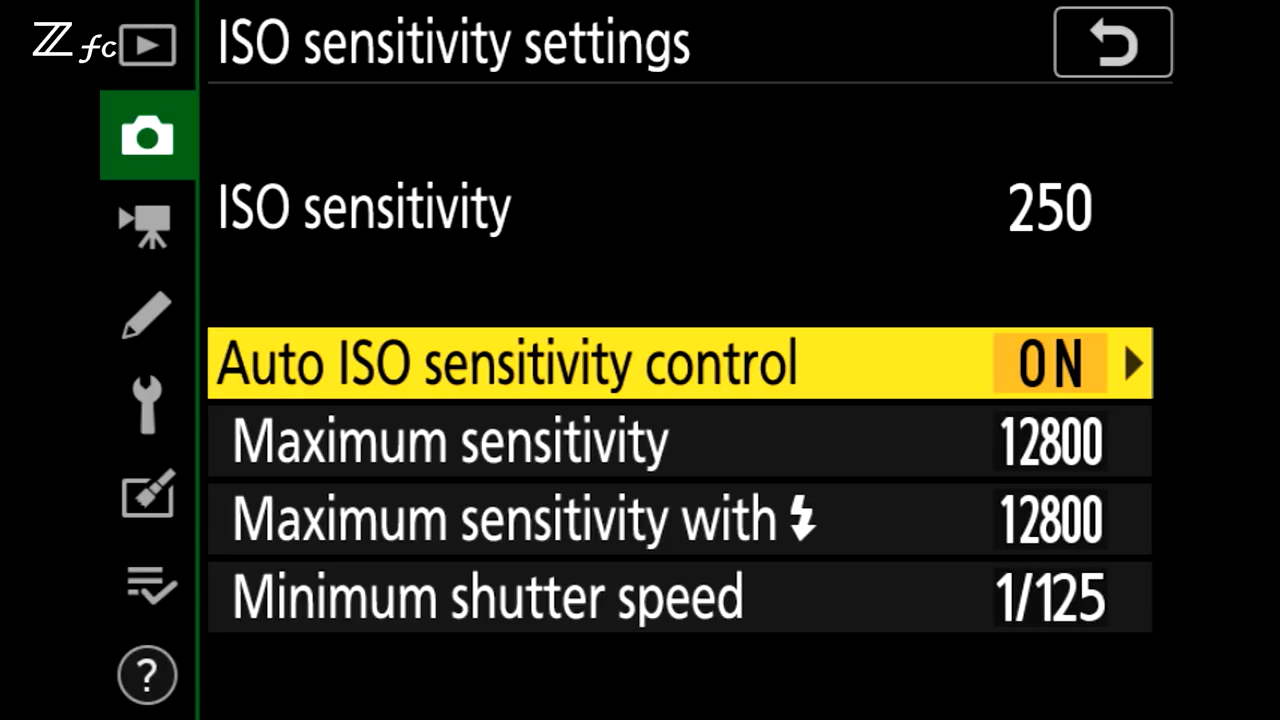 Z fc
ISO sensitivity settings
ISO sensitivity 250
Auto ISO sensitivity control ON
Maximum sensitivity 12800
Maximum sensitivity with 12800
Minimum shutter speed 1/125
?